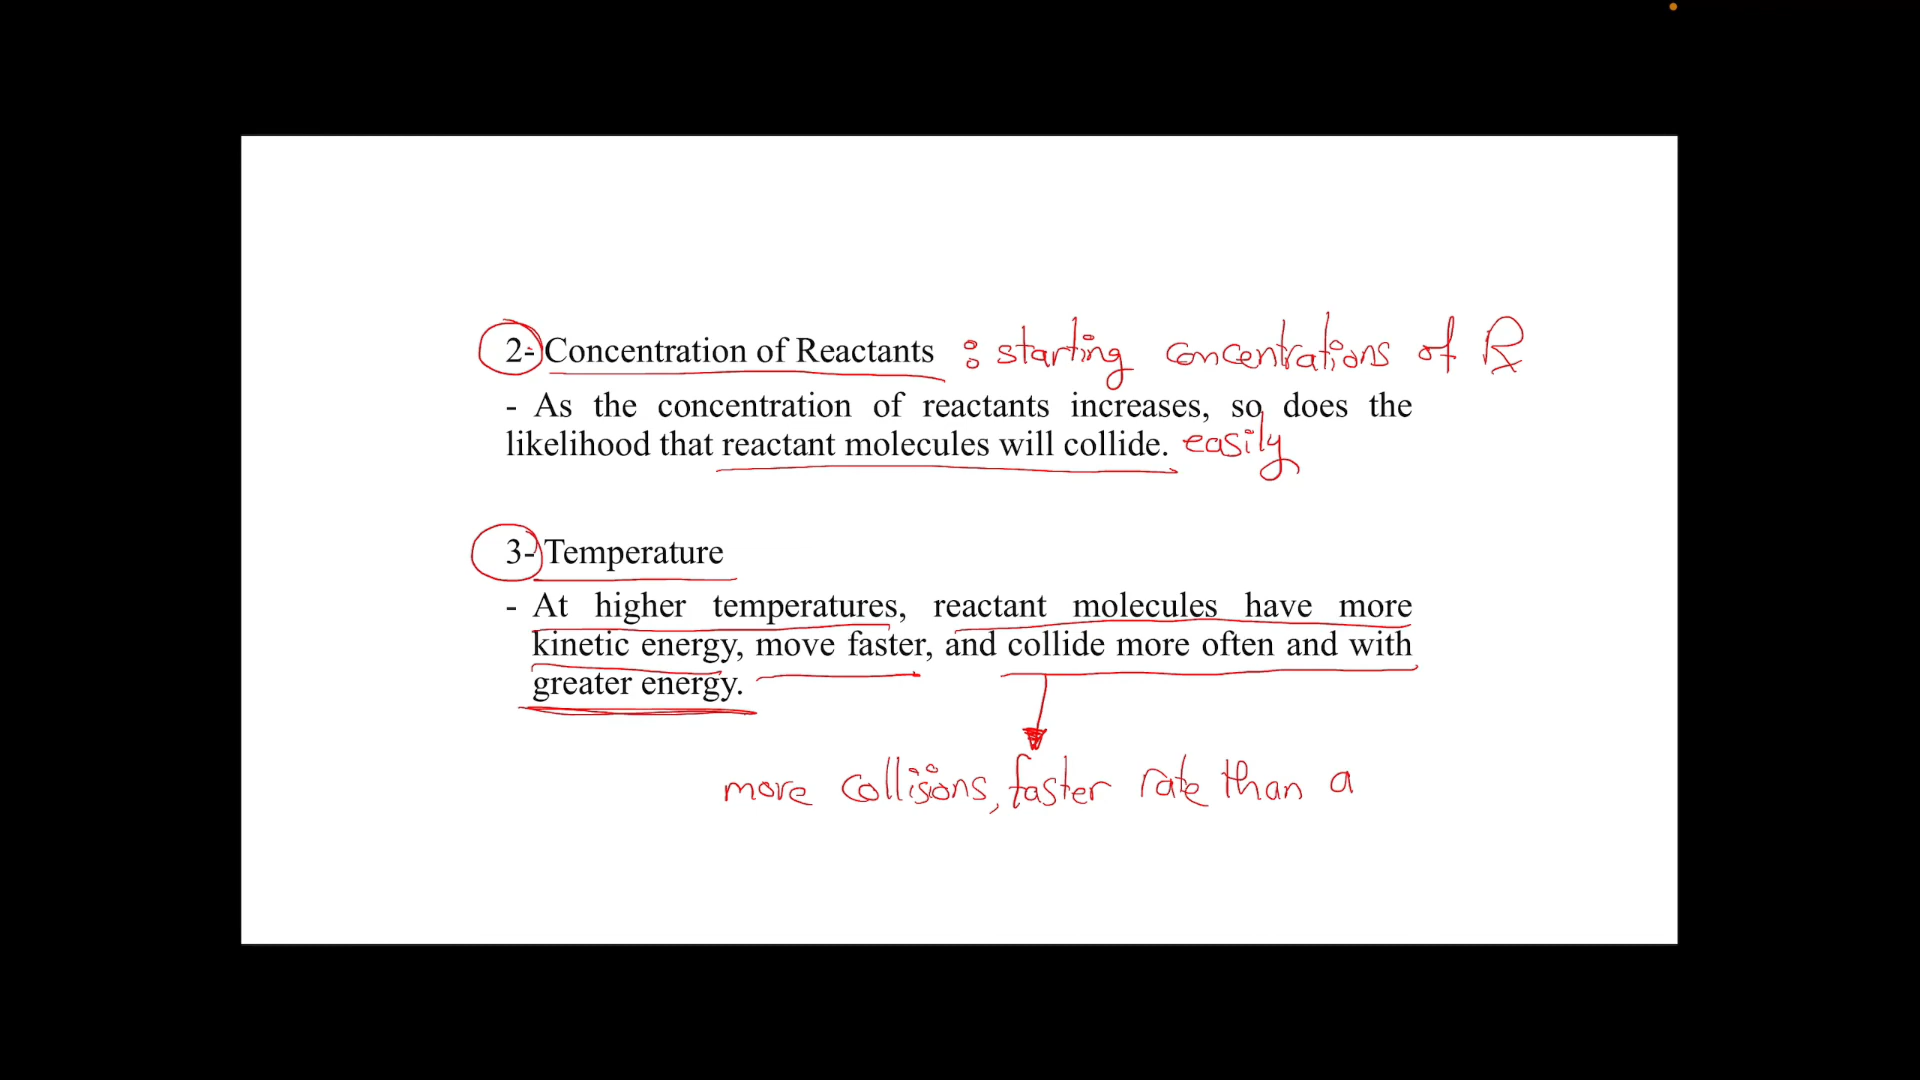 2- Concentration of Reactants : starting concentrations of Rx
- As the concentration of reactants increases, so does the
likelihood that reactant molecules will collide. easily
3- Temperature
- At higher temperatures, reactant molecules have more
kinetic energy, move faster, and collide more often and with
greater energy.
more collisions, faster rate than a